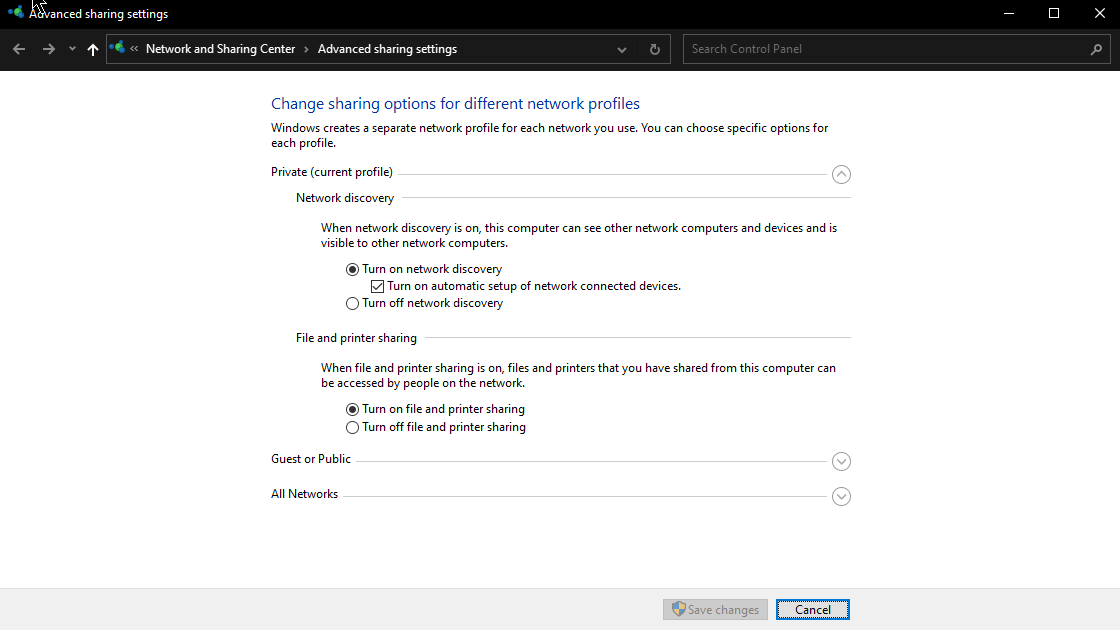 Advanced sharing settings
« Network and Sharing Center › Advanced sharing settings
Search Control Panel
Change sharing options for different network profiles
Windows creates a separate network profile for each network you use. You can choose specific options for
each profile.
Private (current profile)
Network discovery
When network discovery is on, this computer can see other network computers and devices and is
visible to other network computers.
Turn on network discovery
Turn on automatic setup of network connected devices.
Turn off network discovery
File and printer sharing
When file and printer sharing is on, files and printers that you have shared from this computer can
be accessed by people on the network.
Turn on file and printer sharing
Turn off file and printer sharing
Guest or Public
All Networks
Save changes
Cancel